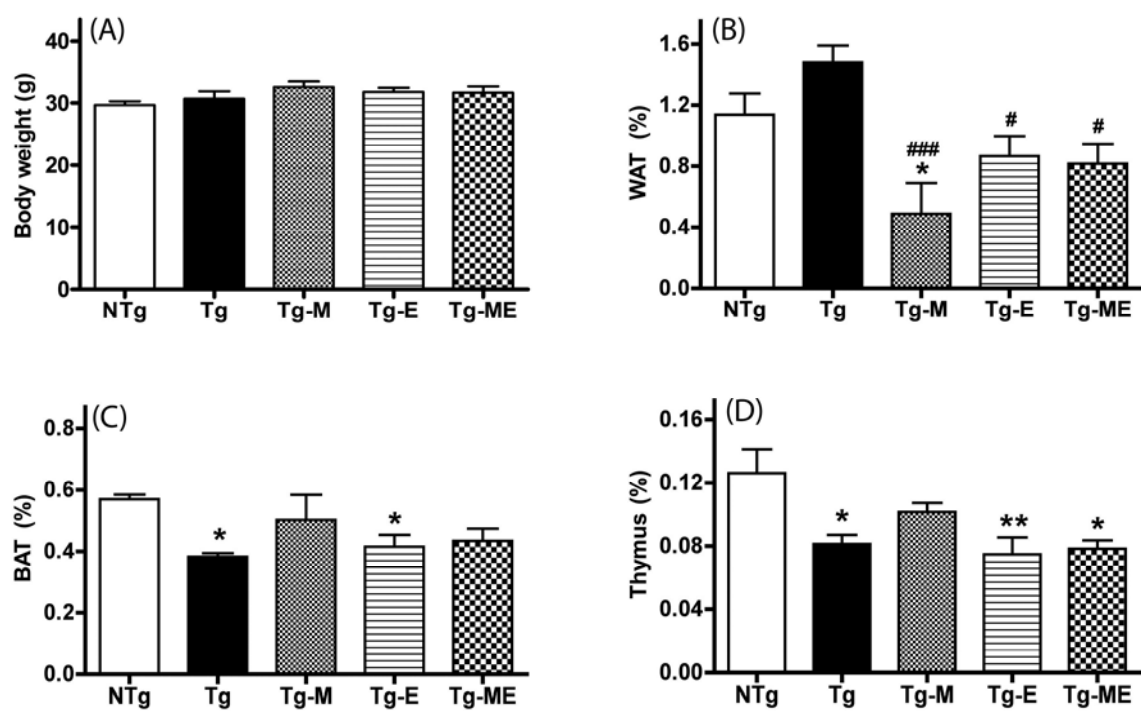 (A)
Body weight (g)
40
30
20
10
0
NTg Tg Tg-M Tg-E Tg-ME
(B)
WAT (%)
1.6
1.2
0.8
0.4
0.0
###
*
#
#
NTg Tg Tg-M Tg-E Tg-ME
(C)
BAT (%)
0.8
0.6
0.4
0.2
0.0
*
*
NTg Tg Tg-M Tg-E Tg-ME
(D)
Thymus (%)
0.16
0.12
0.08
0.04
0.00
*
**
*
NTg Tg Tg-M Tg-E Tg-ME